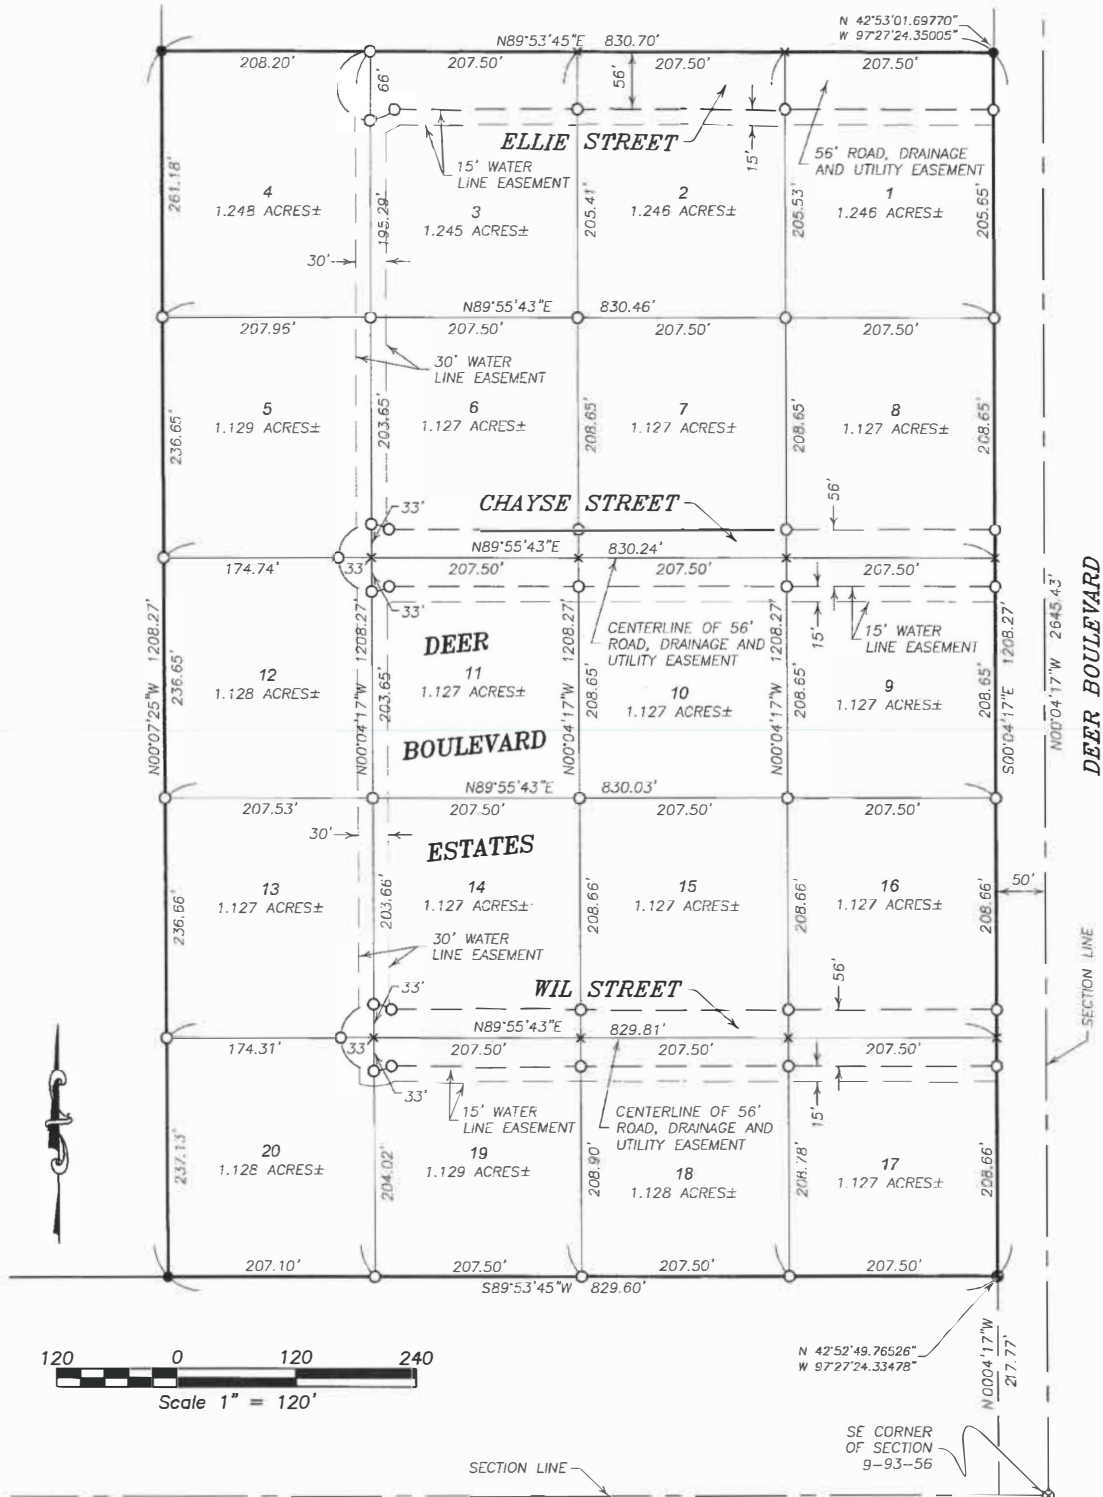 N 42°53'01.69770"
W 97°27'24.35005"
N89°53'45"E 830.70'
208.20'
207.50'
207.50'
207.50'
66'
56'
ELLIE STREET
15'
15' WATER
LINE EASEMENT
56' ROAD, DRAINAGE
AND UTILITY EASEMENT
261.18'
4
1.248 ACRES±
195.29'
3
1.245 ACRES±
205.41'
2
1.246 ACRES±
205.53'
1
1.246 ACRES±
205.65'
30'
N89°55'43"E 830.46'
207.95'
207.50'
207.50'
207.50'
30' WATER
LINE EASEMENT
236.65'
5
1.129 ACRES±
203.65'
6
1.127 ACRES±
208.65'
7
1.127 ACRES±
208.65'
8
1.127 ACRES±
208.65'
33'
CHAYSE STREET
56'
N89°55'43"E 830.24'
174.74'
33'
207.50'
207.50'
207.50'
33'
15'
CENTERLINE OF 56'
ROAD, DRAINAGE AND
UTILITY EASEMENT
15' WATER
LINE EASEMENT
N00°07'25"W 1208.27'
236.65'
12
1.128 ACRES±
N00°04'17"W 1208.27'
203.65'
DEER
11
1.127 ACRES±
N00°04'17"W 1208.27'
208.65'
10
1.127 ACRES±
N00°04'17"W 1208.27'
208.65'
9
1.127 ACRES±
208.65'
S00°04'17"E 1208.27'
N00°04'17"W 2645.43'
DEER BOULEVARD
BOULEVARD
N89°55'43"E 830.03'
207.53'
207.50'
207.50'
207.50'
30'
ESTATES
236.66'
13
1.127 ACRES±
203.66'
14
1.127 ACRES±
208.66'
15
1.127 ACRES±
208.66'
16
1.127 ACRES±
208.66'
50'
30' WATER
LINE EASEMENT
SECTION LINE
33'
WIL STREET
56'
N89°55'43"E 829.81'
174.31'
33'
207.50'
207.50'
207.50'
33'
15'
15' WATER
LINE EASEMENT
CENTERLINE OF 56'
ROAD, DRAINAGE AND
UTILITY EASEMENT
237.13'
20
1.128 ACRES±
204.02'
19
1.129 ACRES±
208.90'
18
1.128 ACRES±
208.78'
17
1.127 ACRES±
208.66'
207.10'
207.50'
207.50'
207.50'
S89°53'45"W 829.60'
N 42°52'49.76526"
W 97°27'24.33478"
N0004'17"W
217.77'
120 0 120 240
Scale 1" = 120'
SE CORNER
OF SECTION
9-93-56
SECTION LINE